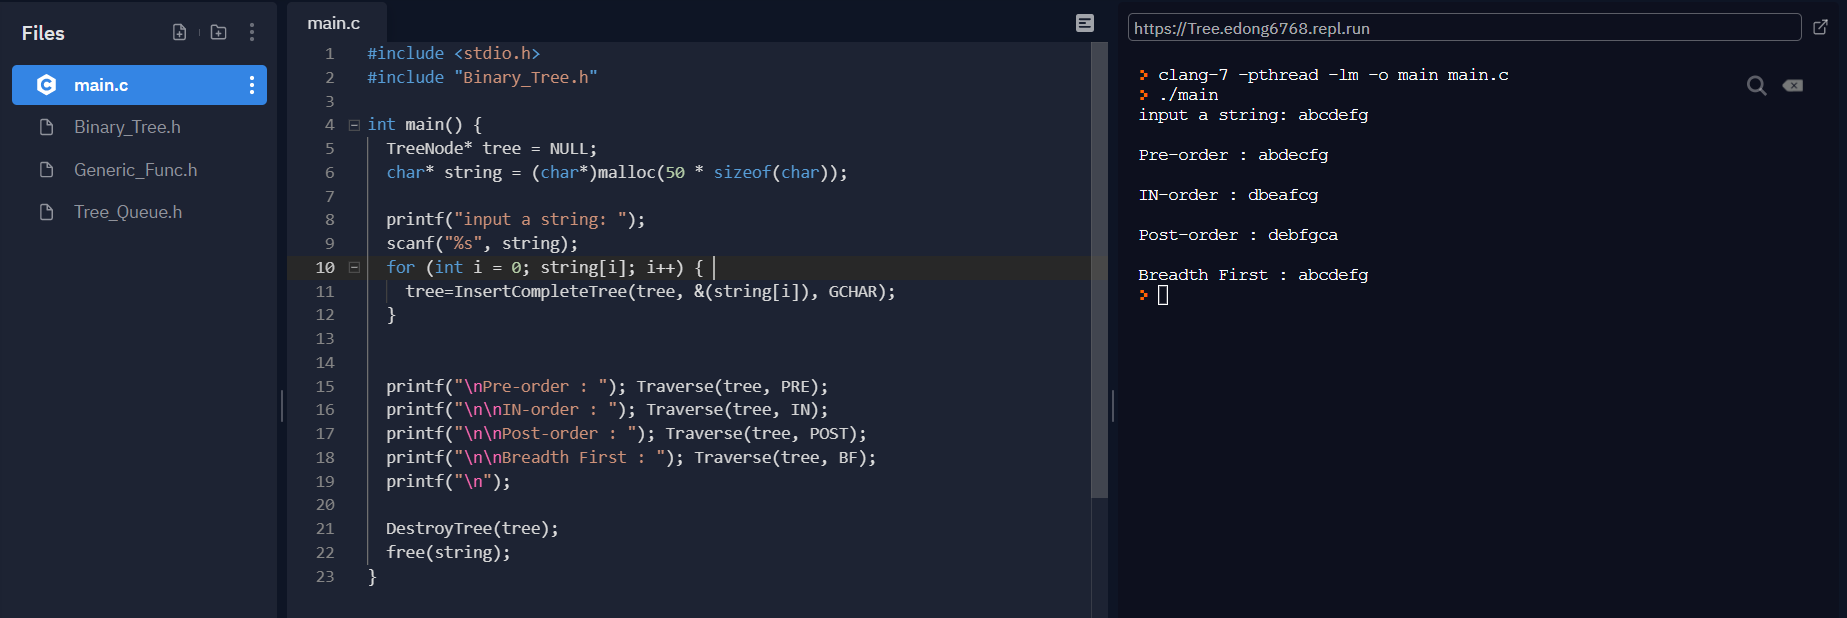 Files
main.c
Binary_Tree.h
Generic_Func.h
Tree_Queue.h
main.c
1 #include <stdio.h>
2 #include "Binary_Tree.h"
3
4 int main() {
5 TreeNode* tree = NULL;
6 char* string = (char*)malloc(50 * sizeof(char));
7
8 printf("input a string: ");
9 scanf("%s", string);
10 for (int i = 0; string[i]; i++) {
11 tree=InsertCompleteTree(tree, &(string[i]), GCHAR);
12 }
13
14
15 printf("\nPre-order : "); Traverse(tree, PRE);
16 printf("\n\nIN-order : "); Traverse(tree, IN);
17 printf("\n\nPost-order : "); Traverse(tree, POST);
18 printf("\n\nBreadth First : "); Traverse(tree, BF);
19 printf("\n");
20
21 DestroyTree(tree);
22 free(string);
23 }
https://Tree.edong6768.repl.run
> clang-7 -pthread -lm -o main main.c
> ./main
input a string: abcdefg
Pre-order : abdecfg
IN-order : dbeafcg
Post-order : debfgca
Breadth First : abcdefg
>